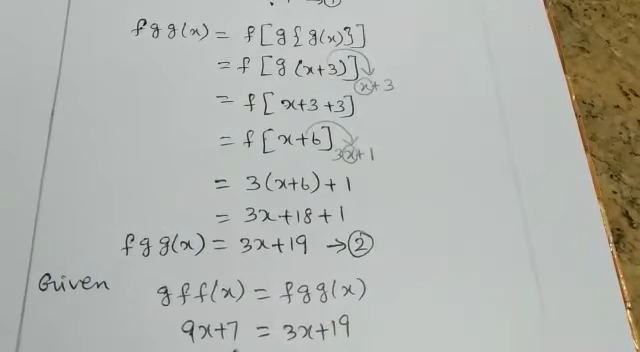 fgg(x) = f[g{g(x)}]
= f[g(x+3)]
x+3
= f[x+3+3]
= f[x+6]
3x+1
= 3(x+6)+1
= 3x+18+1
fgg(x) = 3x+19 → ②
Given gff(x) = fgg(x)
9x+7 = 3x+19